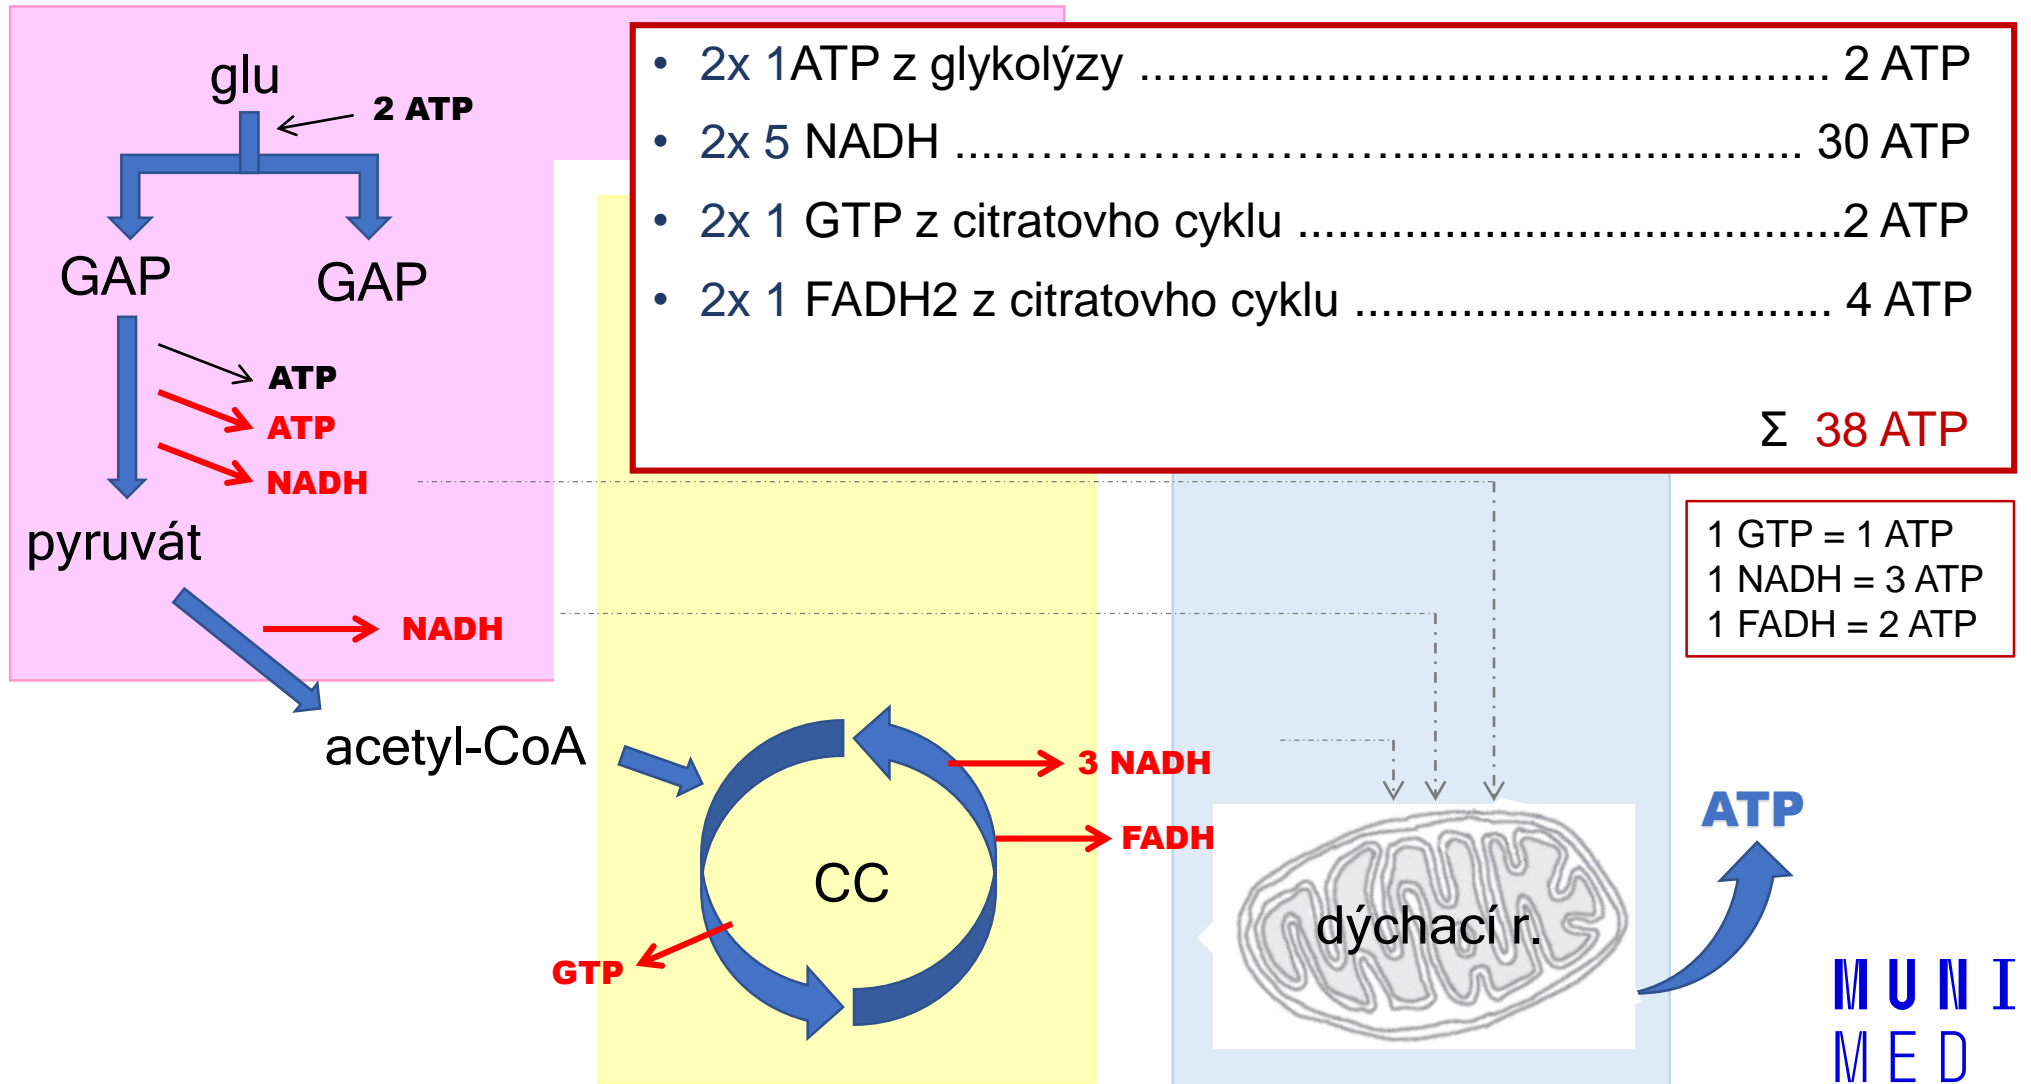 • 2x 1ATP z glykolýzy .................................................... 2 ATP
• 2x 5 NADH ....………………………………............................... 30 ATP
• 2x 1 GTP z citratovho cyklu .........................................2 ATP
• 2x 1 FADH2 z citratovho cyklu .................................... 4 ATP
Σ 38 ATP
glu
2 ATP
GAP
GAP
ATP
ATP
NADH
pyruvát
1 GTP = 1 ATP
1 NADH = 3 ATP
1 FADH = 2 ATP
NADH
acetyl-CoA
3 NADH
FADH
CC
GTP
dýchací r.
ATP
MUNI
MED